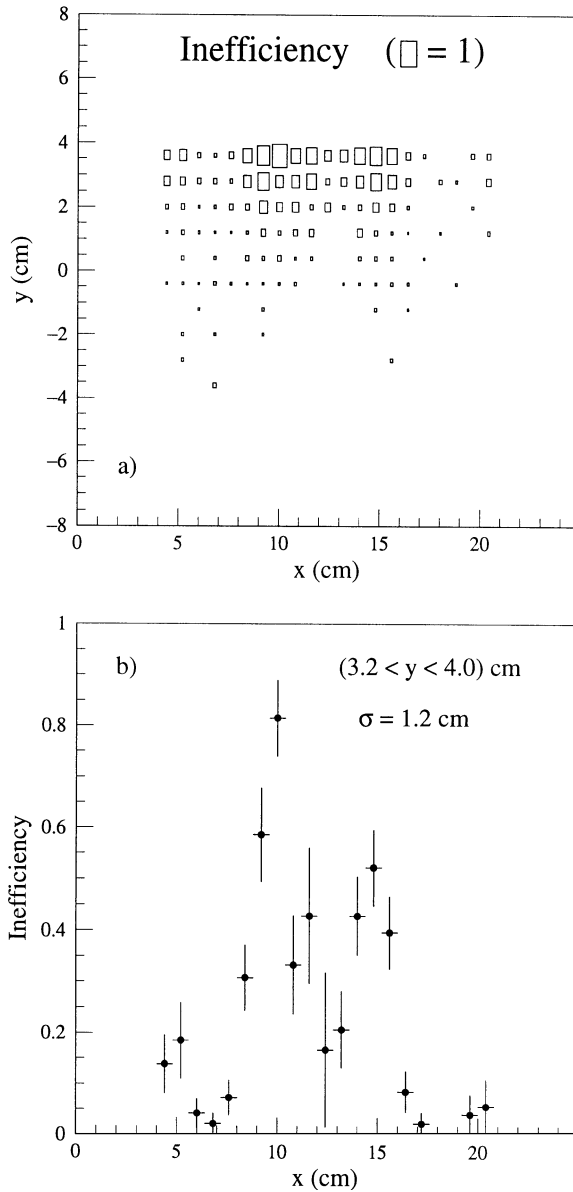 Inefficiency (▯ = 1)
8
6
4
2
0
−2
−4
−6
−8
y (cm)
a)
0 5 10 15 20
x (cm)
1
0.8
0.6
0.4
0.2
0
Inefficiency
b)
(3.2 < y < 4.0) cm
σ = 1.2 cm
0 5 10 15 20
x (cm)